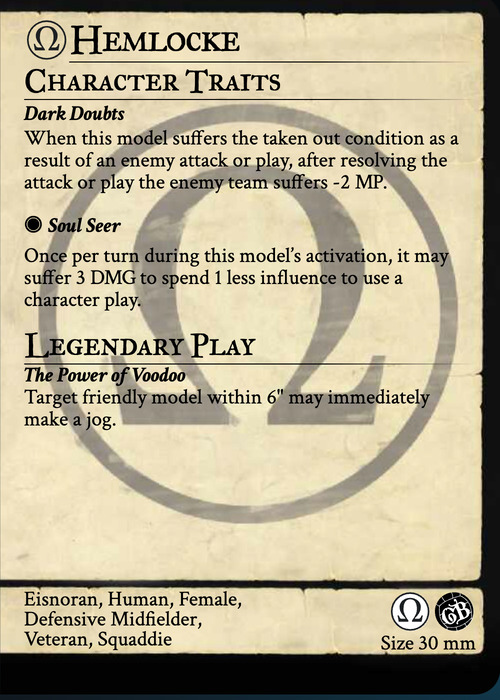 Ω Hemlocke
Character Traits
Dark Doubts
When this model suffers the taken out condition as a
result of an enemy attack or play, after resolving the
attack or play the enemy team suffers -2 MP.
Soul Seer
Once per turn during this model's activation, it may
suffer 3 DMG to spend 1 less influence to use a
character play.
Legendary Play
The Power of Voodoo
Target friendly model within 6" may immediately
make a jog.
Eisnoran, Human, Female,
Defensive Midfielder,
Veteran, Squaddie
Ω GB
Size 30 mm